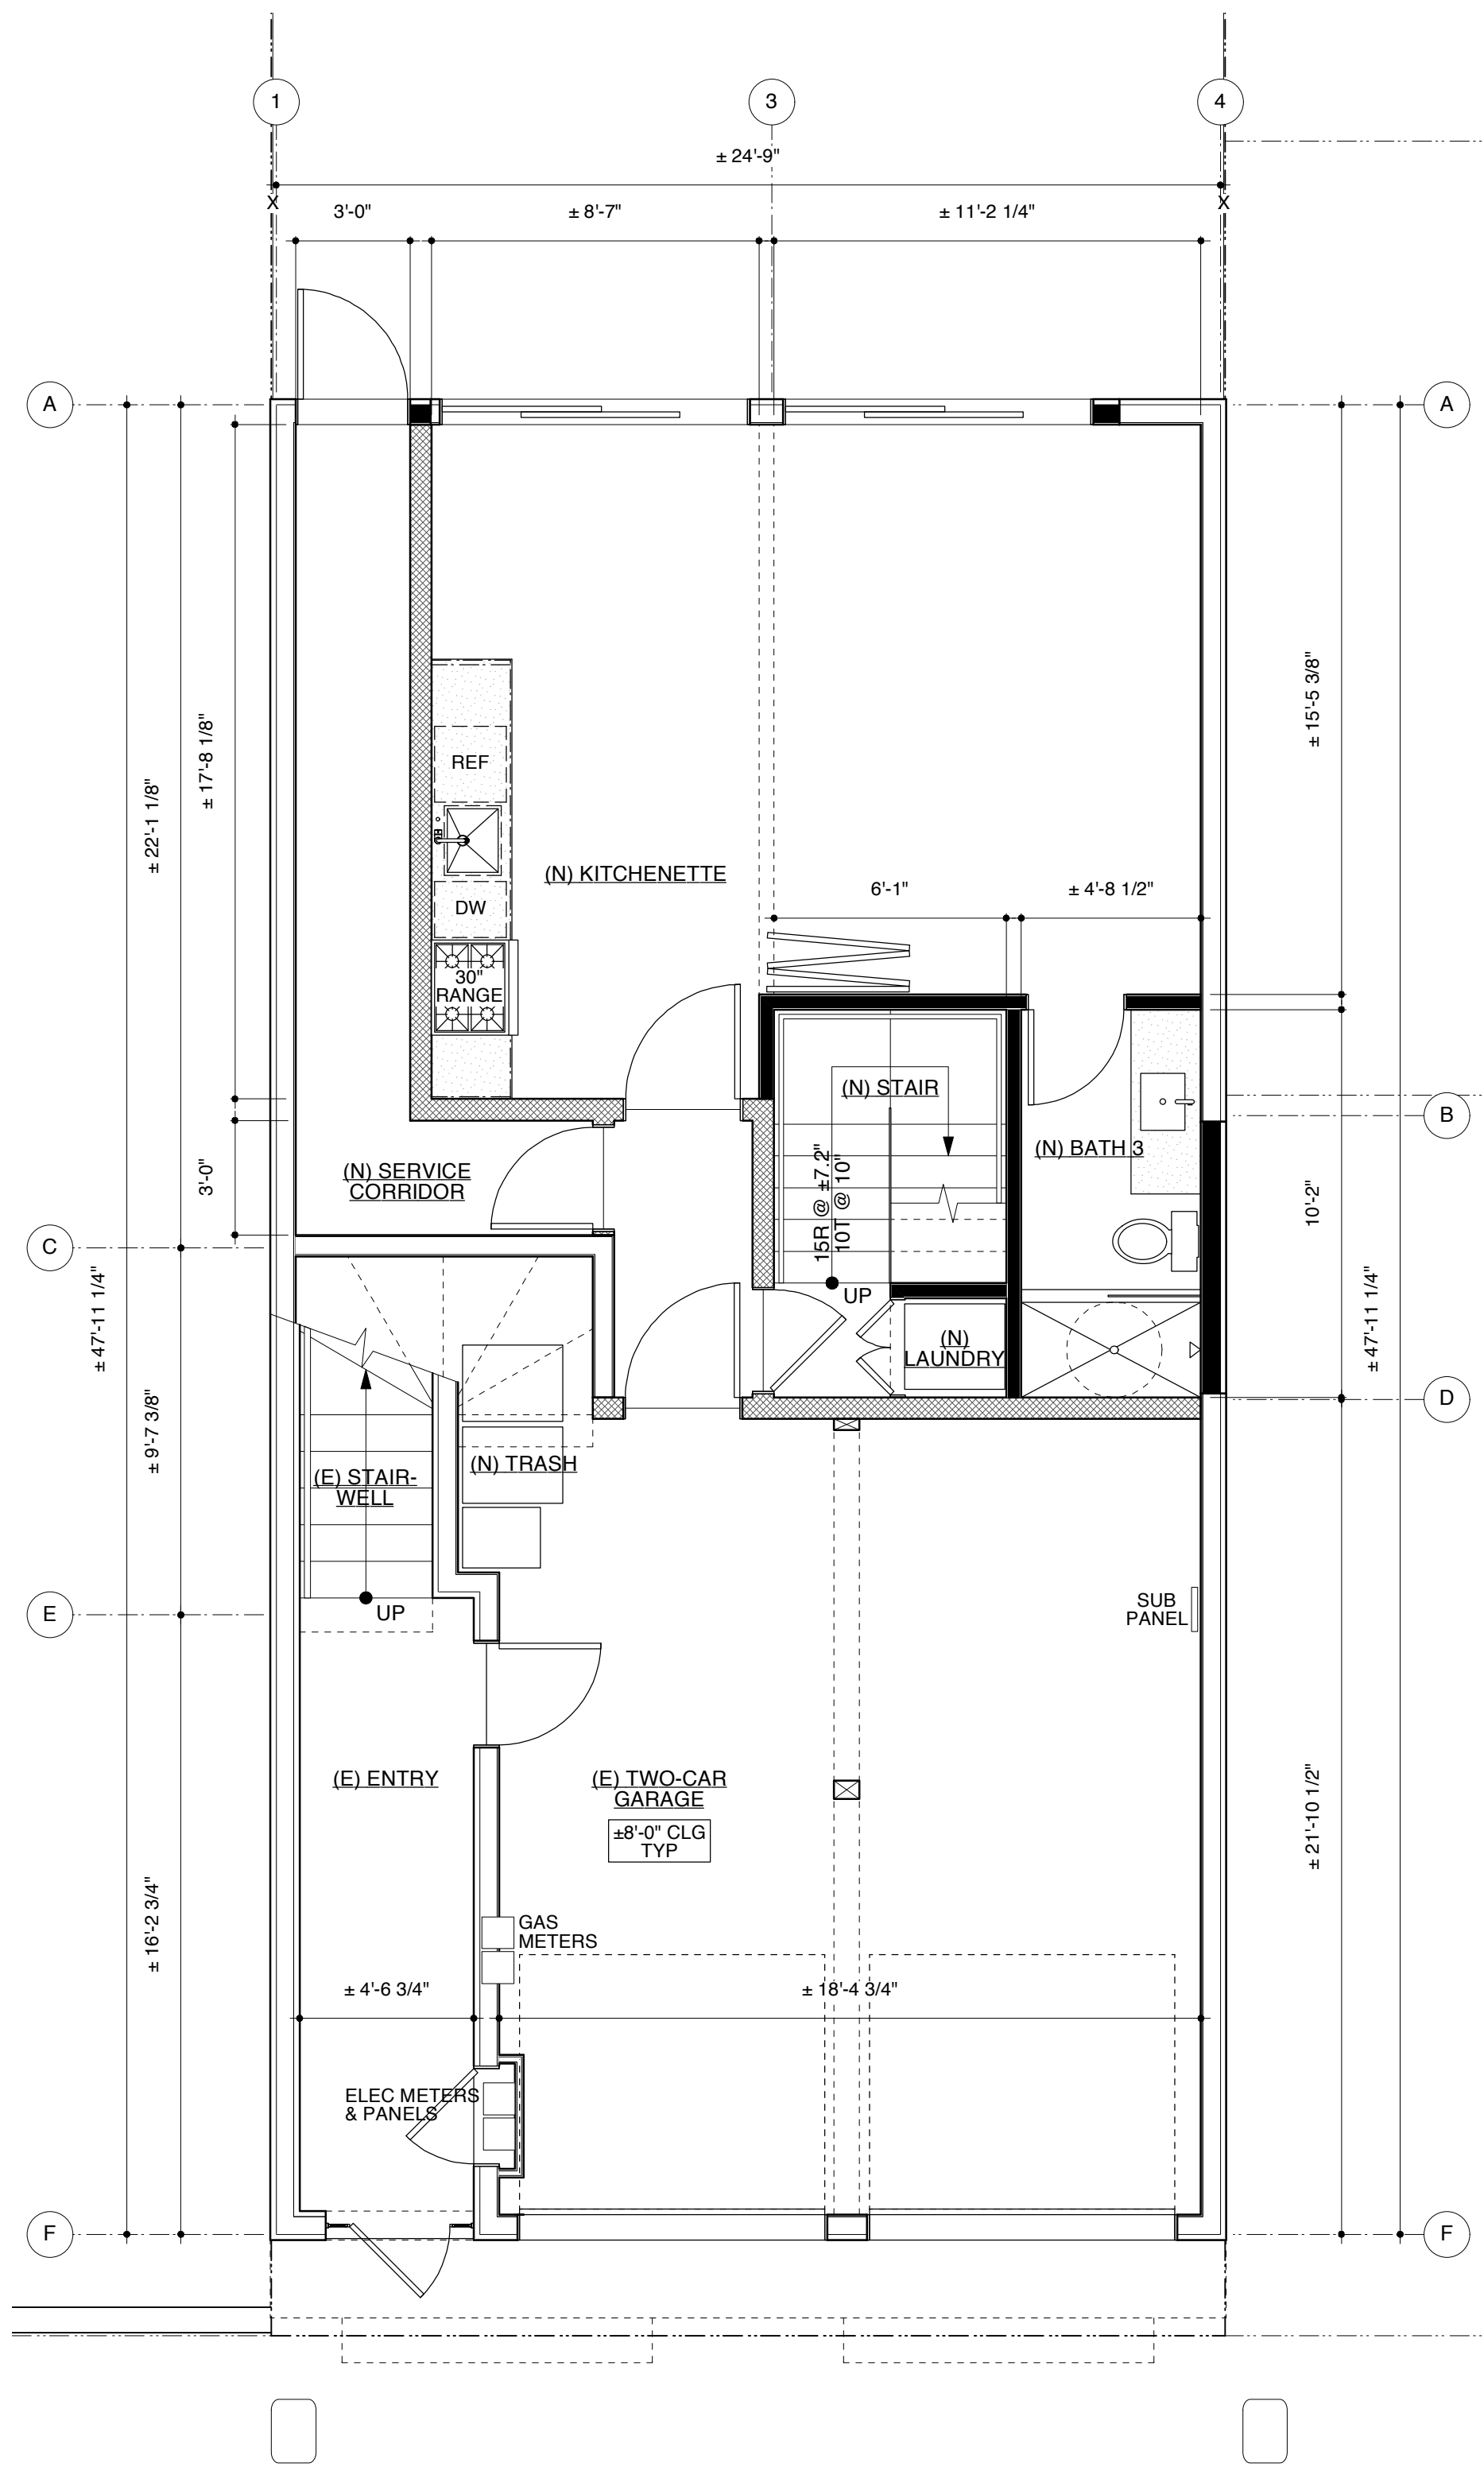 1
3
4
± 24'-9"
X
X
3'-0"
± 8'-7"
± 11'-2 1/4"
A
A
± 15'-5 3/8"
± 17'-8 1/8"
± 22'-1 1/8"
REF
(N) KITCHENETTE
DW
6'-1"
± 4'-8 1/2"
30"
RANGE
(N) STAIR
B
(N) BATH 3
(N) SERVICE
CORRIDOR
3'-0"
15R @ ±7.2"
10T @ 10"
10'-2"
C
UP
± 47'-11 1/4"
± 47'-11 1/4"
(N)
LAUNDRY
D
± 9'-7 3/8"
(N) TRASH
(E) STAIR-
WELL
E
UP
SUB
PANEL
(E) ENTRY
(E) TWO-CAR
GARAGE
±8'-0" CLG
TYP
± 21'-10 1/2"
± 16'-2 3/4"
GAS
METERS
± 4'-6 3/4"
± 18'-4 3/4"
ELEC METERS
& PANELS
F
F